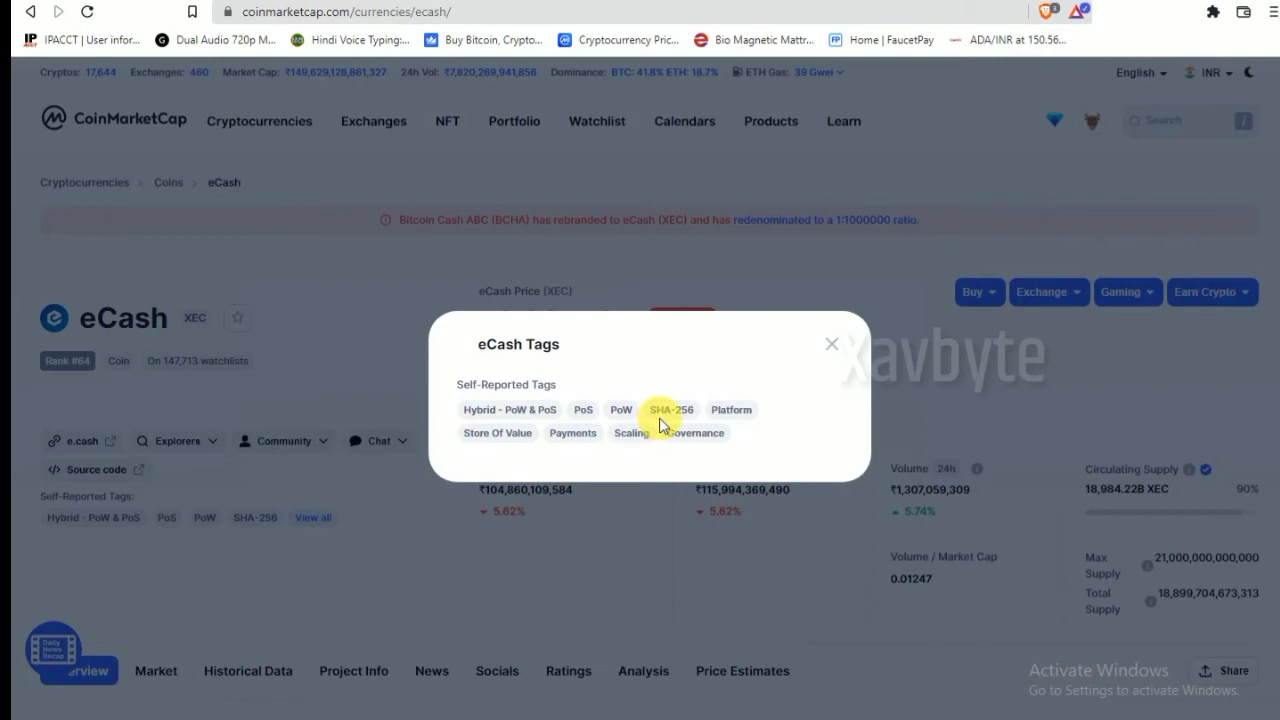 coinmarketcap.com/currencies/ecash/
IPACCT | User infor... Dual Audio 720p M... Hindi Voice Typing:... Buy Bitcoin, Crypto... Cryptocurrency Pric... Bio Magnetic Mattr... Home | FaucetPay ADA/INR at 150.56...
Cryptos: 17,644 Exchanges: 460 Market Cap: ₹149,629,128,861,327 24h Vol: ₹7,820,269,941,856 Dominance: BTC: 41.8% ETH: 18.7% ETH Gas: 39 Gwei English INR
CoinMarketCap Cryptocurrencies Exchanges NFT Portfolio Watchlist Calendars Products Learn Search /
Cryptocurrencies Coins eCash
Bitcoin Cash ABC (BCHA) has rebranded to eCash (XEC) and has redenominated to a 1:1000000 ratio.
eCash Price (XEC)
Buy Exchange Gaming Earn Crypto
eCash XEC
Rank #64 Coin On 147,713 watchlists
eCash Tags
xavbyte
Self-Reported Tags
Hybrid - PoW & PoS PoS PoW SHA-256 Platform
Store Of Value Payments Scaling Governance
e.cash Explorers Community Chat
Source code
Self-Reported Tags:
Hybrid - PoW & PoS PoS PoW SHA-256 View all
₹104,860,109,584
5.62%
₹115,994,369,490
5.62%
Volume 24h
₹1,307,059,309
5.74%
Volume / Market Cap
0.01247
Circulating Supply
18,984.22B XEC 90%
Max Supply 21,000,000,000,000
Total Supply 18,899,704,673,313
Daily News Recap
Market Historical Data Project Info News Socials Ratings Analysis Price Estimates Share
Activate Windows
Go to Settings to activate Windows.